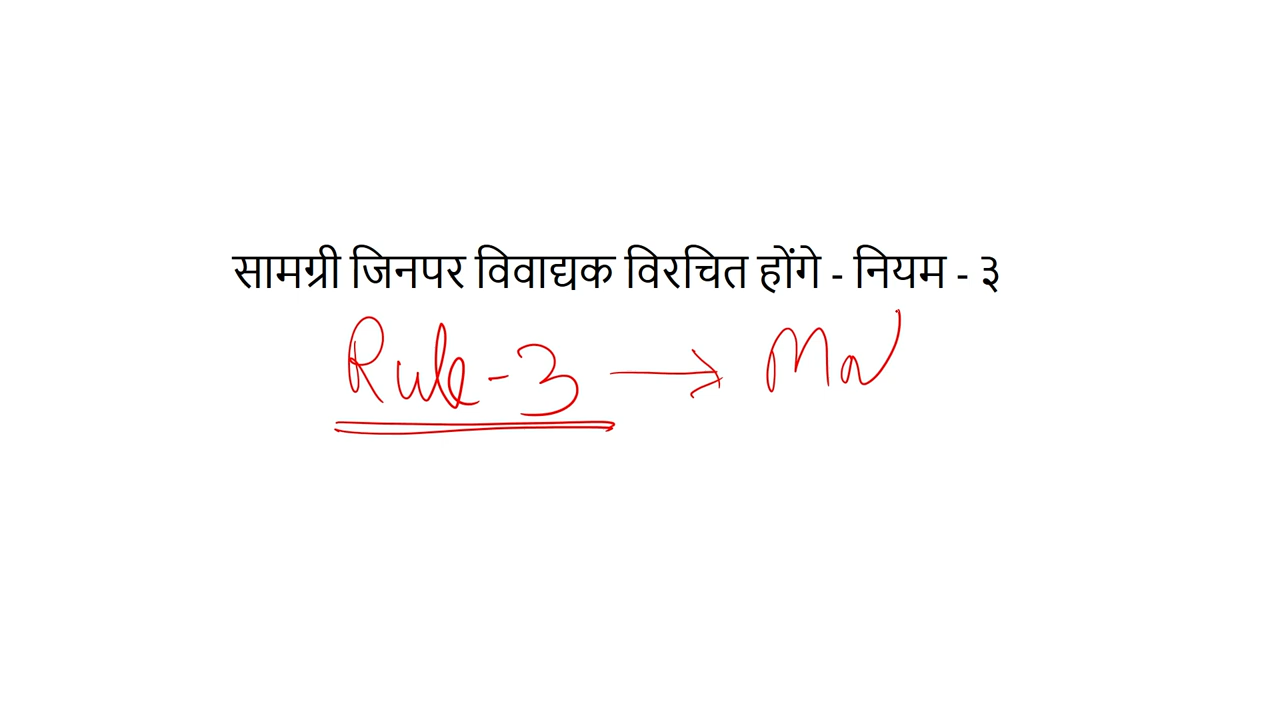 सामग्री जिनपर विवाद्यक विरचित होंगे - नियम - ३
Rule-3 → Ma